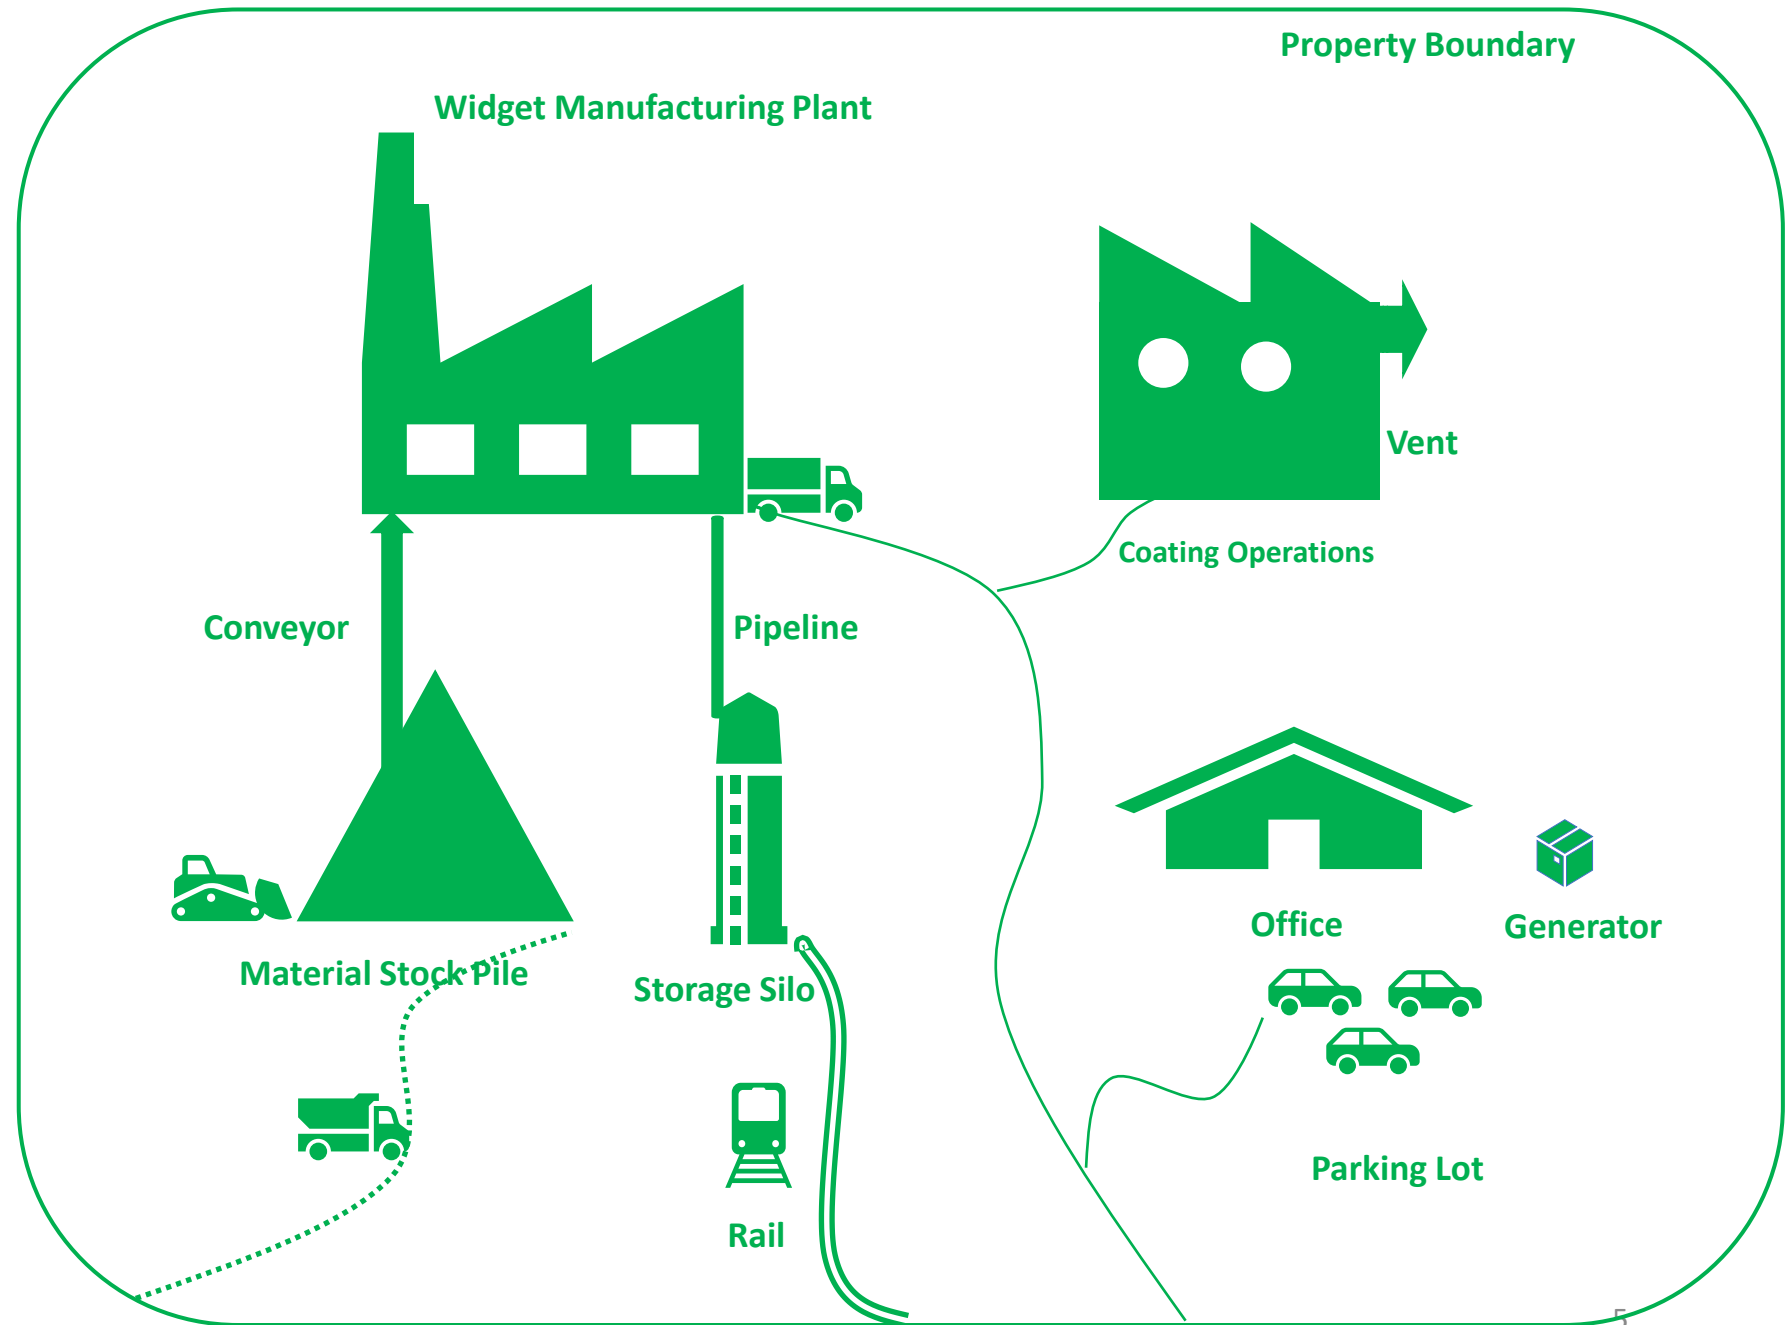 Property Boundary
Widget Manufacturing Plant
Vent
Coating Operations
Conveyor
Pipeline
Office
Generator
Material Stock Pile
Storage Silo
Parking Lot
Rail
5